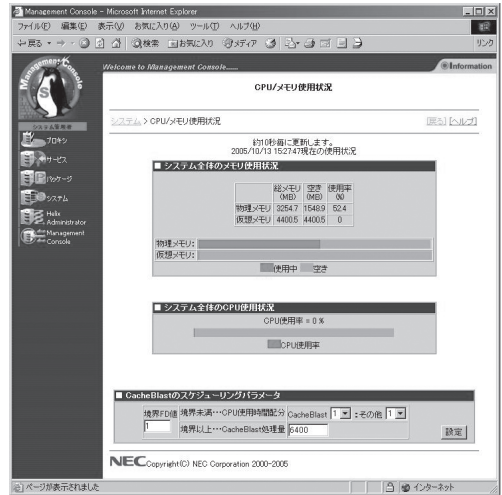 Management Console - Microsoft Internet Explorer
ファイル(F) 編集(E) 表示(V) お気に入り(A) ツール(T) ヘルプ(H)
戻る 検索 お気に入り メディア リンク
Management Console
Welcome to Management Console......
Information
CPU/メモリ使用状況
システム管理者
システム > CPU/メモリ使用状況
[戻る] [ヘルプ]
プロキシ
サービス
パッケージ
システム
Helix Administrator
Management Console
約10秒毎に更新します。
2005/10/13 15:27:47現在の使用状況
■ システム全体のメモリ使用状況
総メモリ(MB) 空き(MB) 使用率(%)
物理メモリ 3254.7 1548.9 52.4
仮想メモリ 4400.5 4400.5 0
物理メモリ:
仮想メモリ:
使用中 空き
■ システム全体のCPU使用状況
CPU使用率 = 0 %
CPU使用率
■ CacheBlastのスケジューリングパラメータ
境界FD値 境界未満…CPU使用時間配分 CacheBlast 1 : その他 1
1 境界以上…CacheBlast処理量 6400
設定
NEC Copyright(C) NEC Corporation 2000-2005
ページが表示されました
インターネット